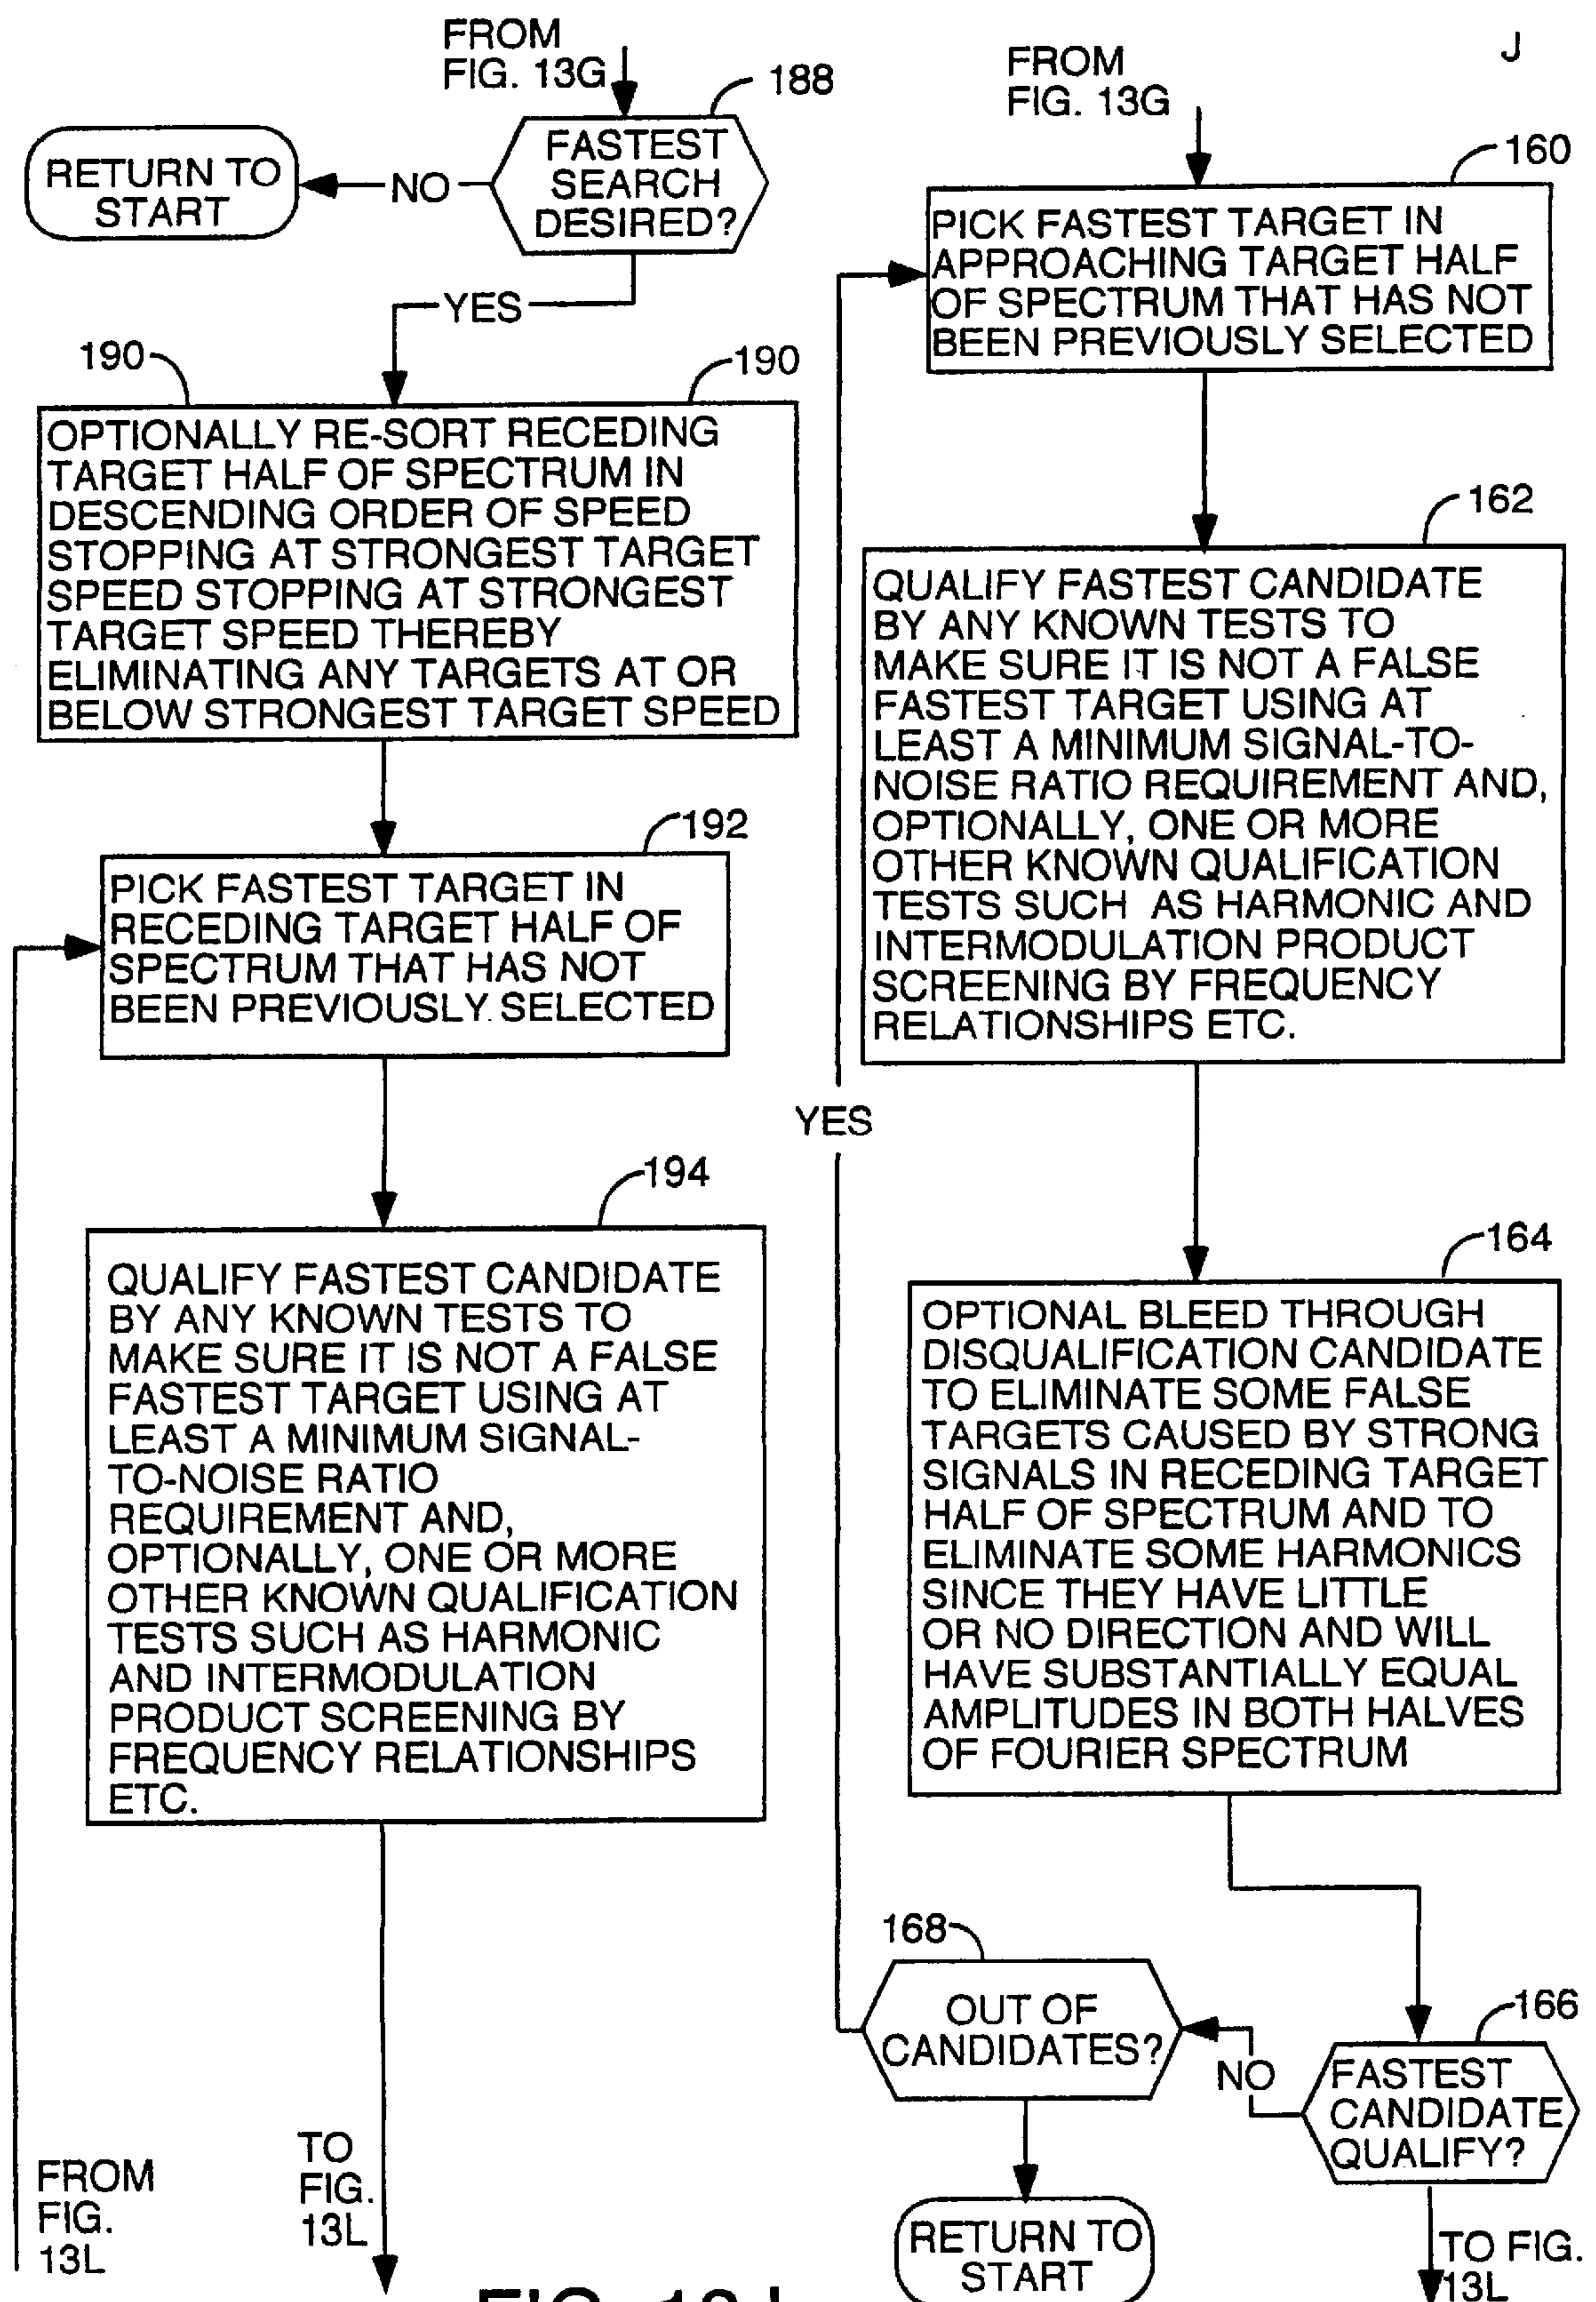 FROM
FIG. 13G
188
FASTEST
SEARCH
DESIRED?
NO
RETURN TO
START
YES
190
190
OPTIONALLY RE-SORT RECEDING
TARGET HALF OF SPECTRUM IN
DESCENDING ORDER OF SPEED
STOPPING AT STRONGEST TARGET
SPEED STOPPING AT STRONGEST
TARGET SPEED THEREBY
ELIMINATING ANY TARGETS AT OR
BELOW STRONGEST TARGET SPEED
192
PICK FASTEST TARGET IN
RECEDING TARGET HALF OF
SPECTRUM THAT HAS NOT
BEEN PREVIOUSLY SELECTED
194
QUALIFY FASTEST CANDIDATE
BY ANY KNOWN TESTS TO
MAKE SURE IT IS NOT A FALSE
FASTEST TARGET USING AT
LEAST A MINIMUM SIGNAL-
TO-NOISE RATIO
REQUIREMENT AND,
OPTIONALLY, ONE OR MORE
OTHER KNOWN QUALIFICATION
TESTS SUCH AS HARMONIC
AND INTERMODULATION
PRODUCT SCREENING BY
FREQUENCY RELATIONSHIPS
ETC.
FROM
FIG.
13L
TO
FIG.
13L
J
FROM
FIG. 13G
160
PICK FASTEST TARGET IN
APPROACHING TARGET HALF
OF SPECTRUM THAT HAS NOT
BEEN PREVIOUSLY SELECTED
162
QUALIFY FASTEST CANDIDATE
BY ANY KNOWN TESTS TO
MAKE SURE IT IS NOT A FALSE
FASTEST TARGET USING AT
LEAST A MINIMUM SIGNAL-TO-
NOISE RATIO REQUIREMENT AND,
OPTIONALLY, ONE OR MORE
OTHER KNOWN QUALIFICATION
TESTS SUCH AS HARMONIC AND
INTERMODULATION PRODUCT
SCREENING BY FREQUENCY
RELATIONSHIPS ETC.
YES
164
OPTIONAL BLEED THROUGH
DISQUALIFICATION CANDIDATE
TO ELIMINATE SOME FALSE
TARGETS CAUSED BY STRONG
SIGNALS IN RECEDING TARGET
HALF OF SPECTRUM AND TO
ELIMINATE SOME HARMONICS
SINCE THEY HAVE LITTLE
OR NO DIRECTION AND WILL
HAVE SUBSTANTIALLY EQUAL
AMPLITUDES IN BOTH HALVES
OF FOURIER SPECTRUM
168
OUT OF
CANDIDATES?
NO
166
FASTEST
CANDIDATE
QUALIFY?
RETURN TO
START
TO FIG.
13L